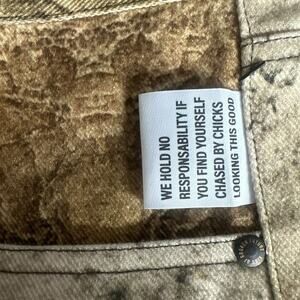 WE HOLD NO
RESPONSABILITY IF
YOU FIND YOURSELF
CHASED BY CHICKS
LOOKING THIS GOOD